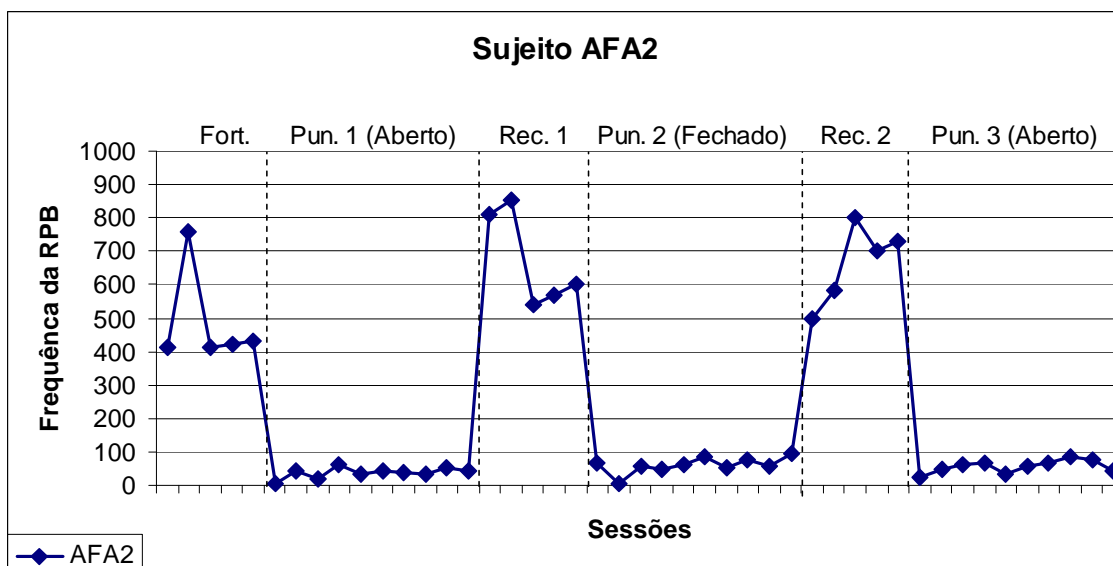 Sujeito AFA2
Fort. Pun. 1 (Aberto) Rec. 1 Pun. 2 (Fechado) Rec. 2 Pun. 3 (Aberto)
1000
900
800
700
600
500
400
300
200
100
0
Frequênca da RPB
Sessões
AFA2